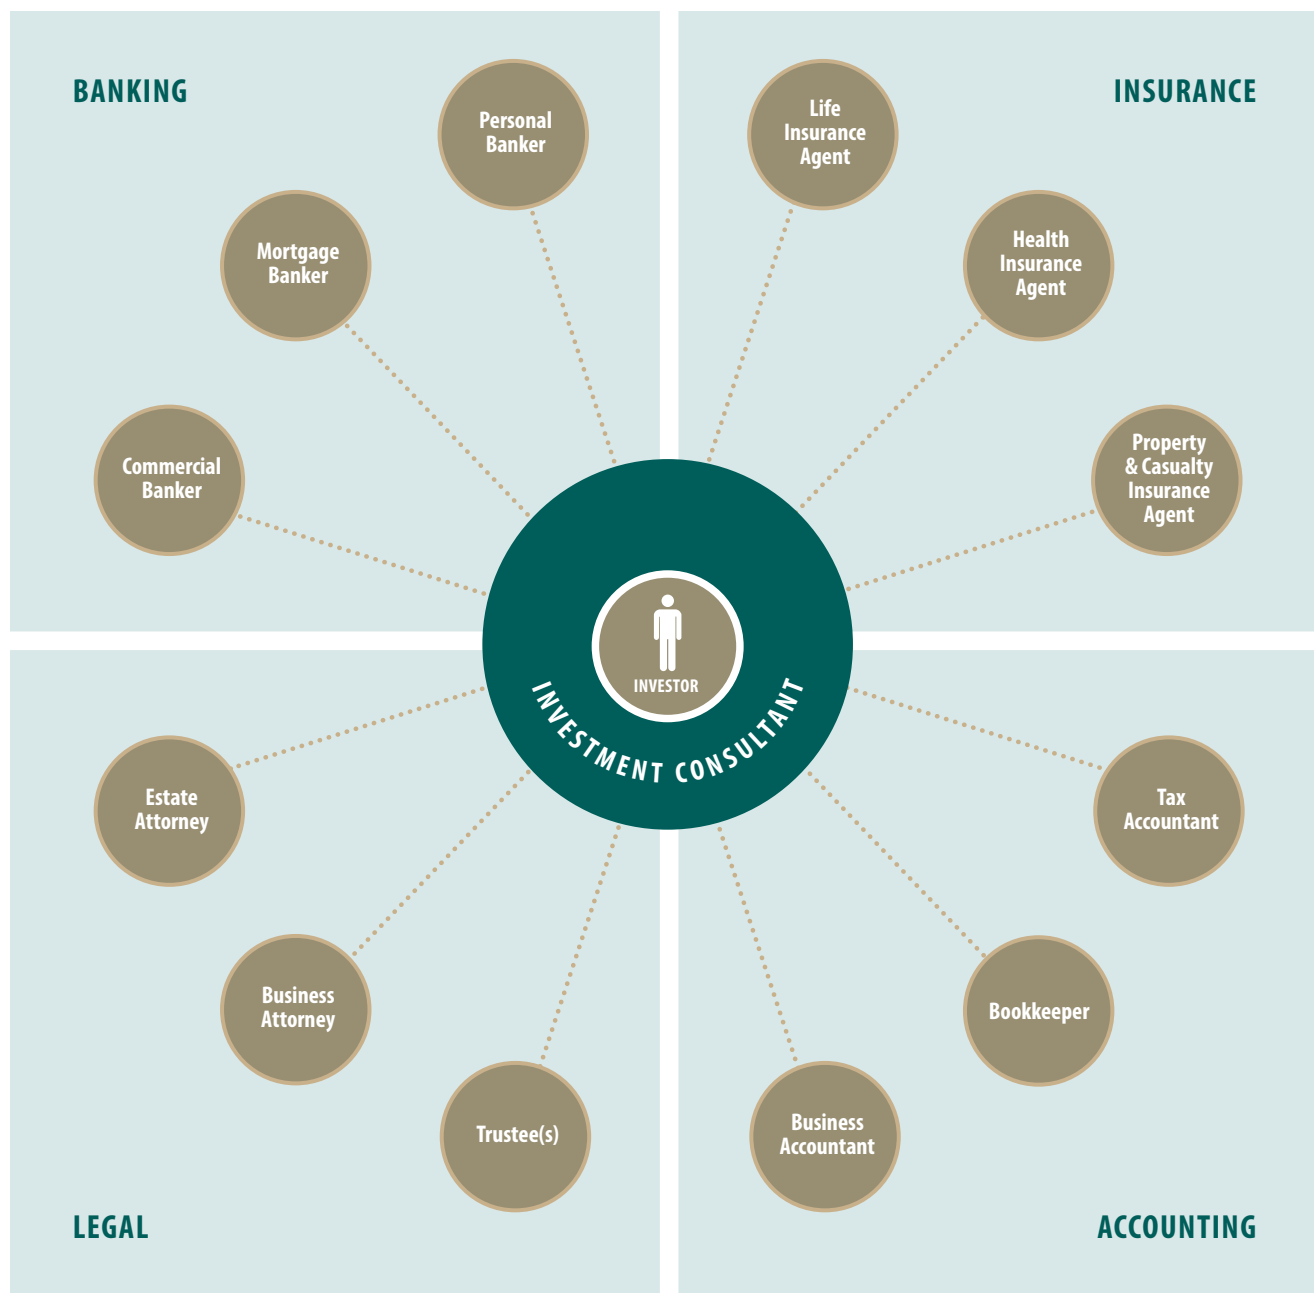 BANKING
Personal
Banker
Mortgage
Banker
Commercial
Banker
INSURANCE
Life
Insurance
Agent
Health
Insurance
Agent
Property
& Casualty
Insurance
Agent
INVESTOR
INVESTMENT CONSULTANT
Estate
Attorney
Business
Attorney
Trustee(s)
LEGAL
Tax
Accountant
Bookkeeper
Business
Accountant
ACCOUNTING